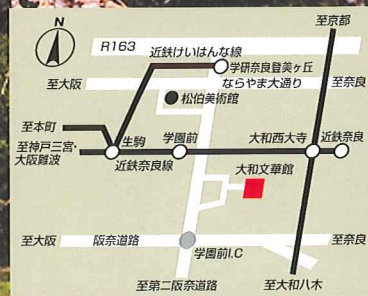 N
至京都
R163
近鉄けいはんな線
学研奈良登美ヶ丘
ならやま大通り
至大阪
至奈良
松伯美術館
至本町
生駒
学園前
大和西大寺
近鉄奈良
至神戸三宮・
大阪難波
近鉄奈良線
大和文華館
至大阪
阪奈道路
至奈良
学園前I.C
至第二阪奈道路
至大和八木